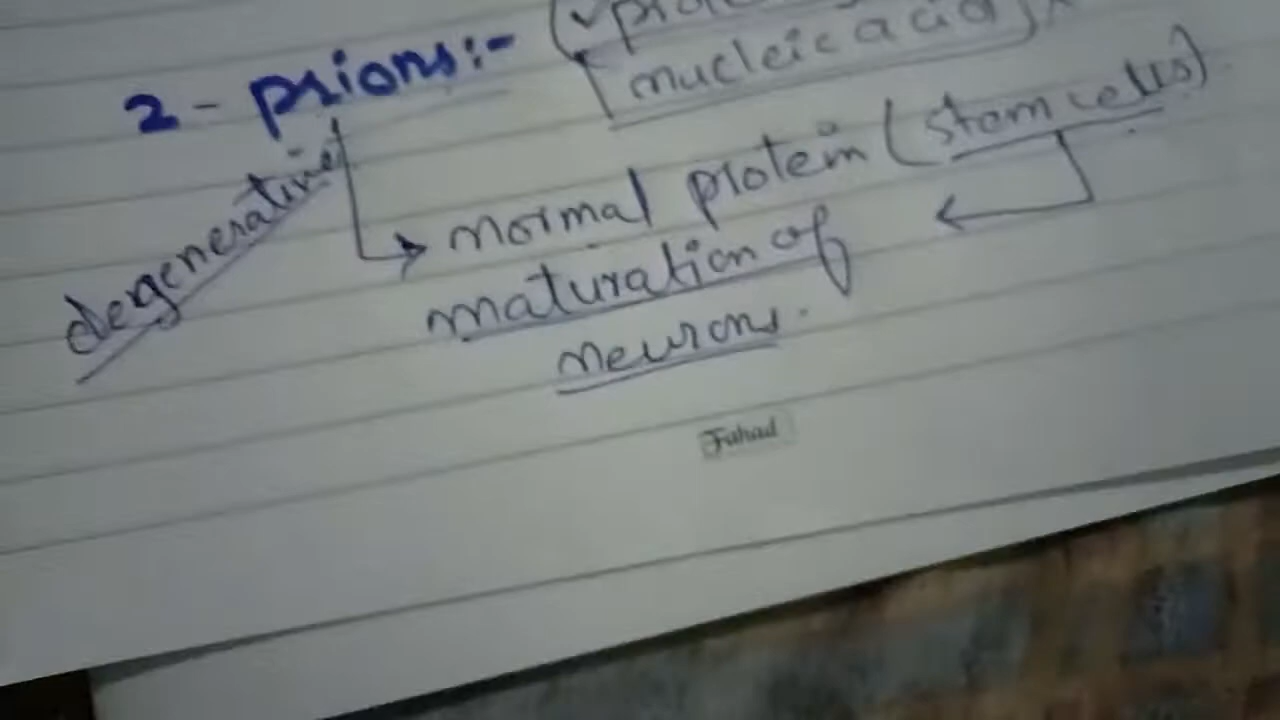 2 - prions:-
nucleic acid)
normal protein (stem cells)
degenerative
maturation of
neurons.
Fahad